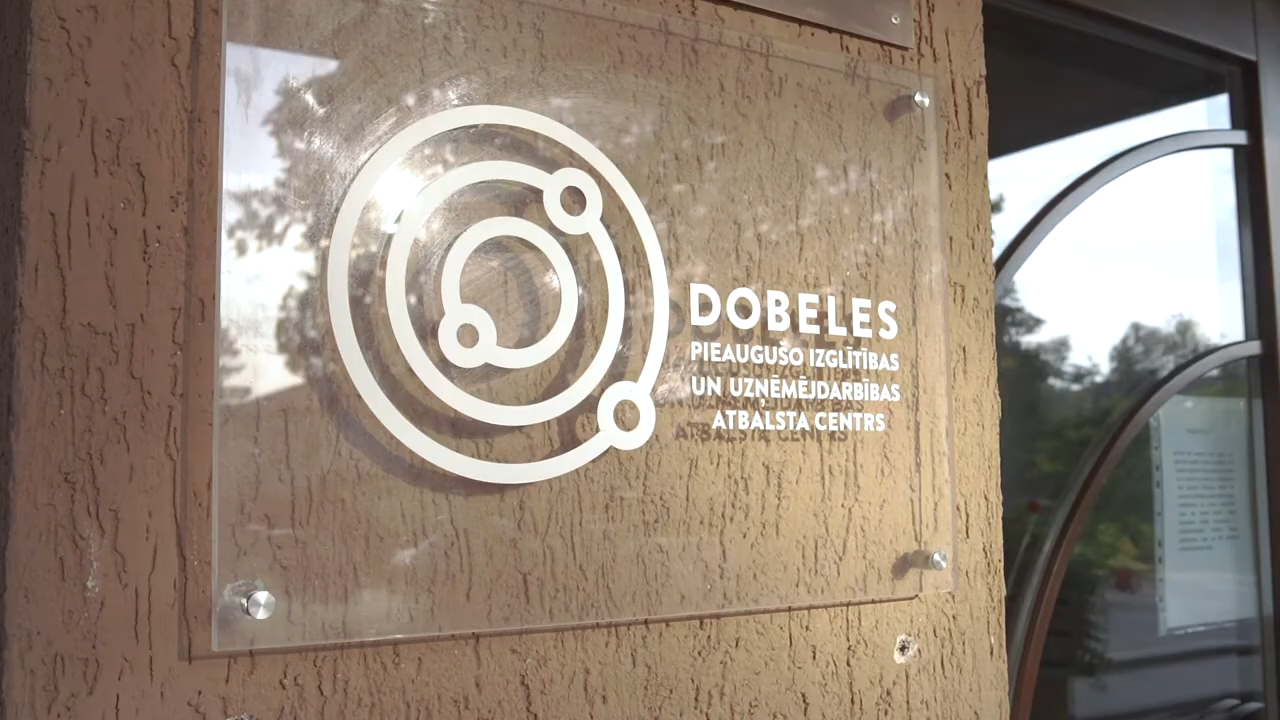 DOBELES
PIEAUGUŠO IZGLĪTĪBAS
UN UZŅĒMĒJDARBĪBAS
ATBALSTA CENTRS